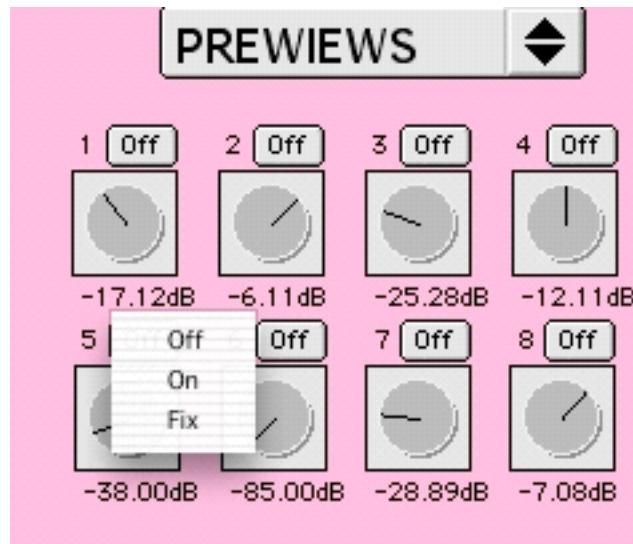 PREWIEWS
1 Off 2 Off 3 Off 4 Off
-17.12dB -6.11dB -25.28dB -12.11dB
5 Off 6 Off 7 Off 8 Off
On
Fix
-38.00dB -85.00dB -28.89dB -7.08dB